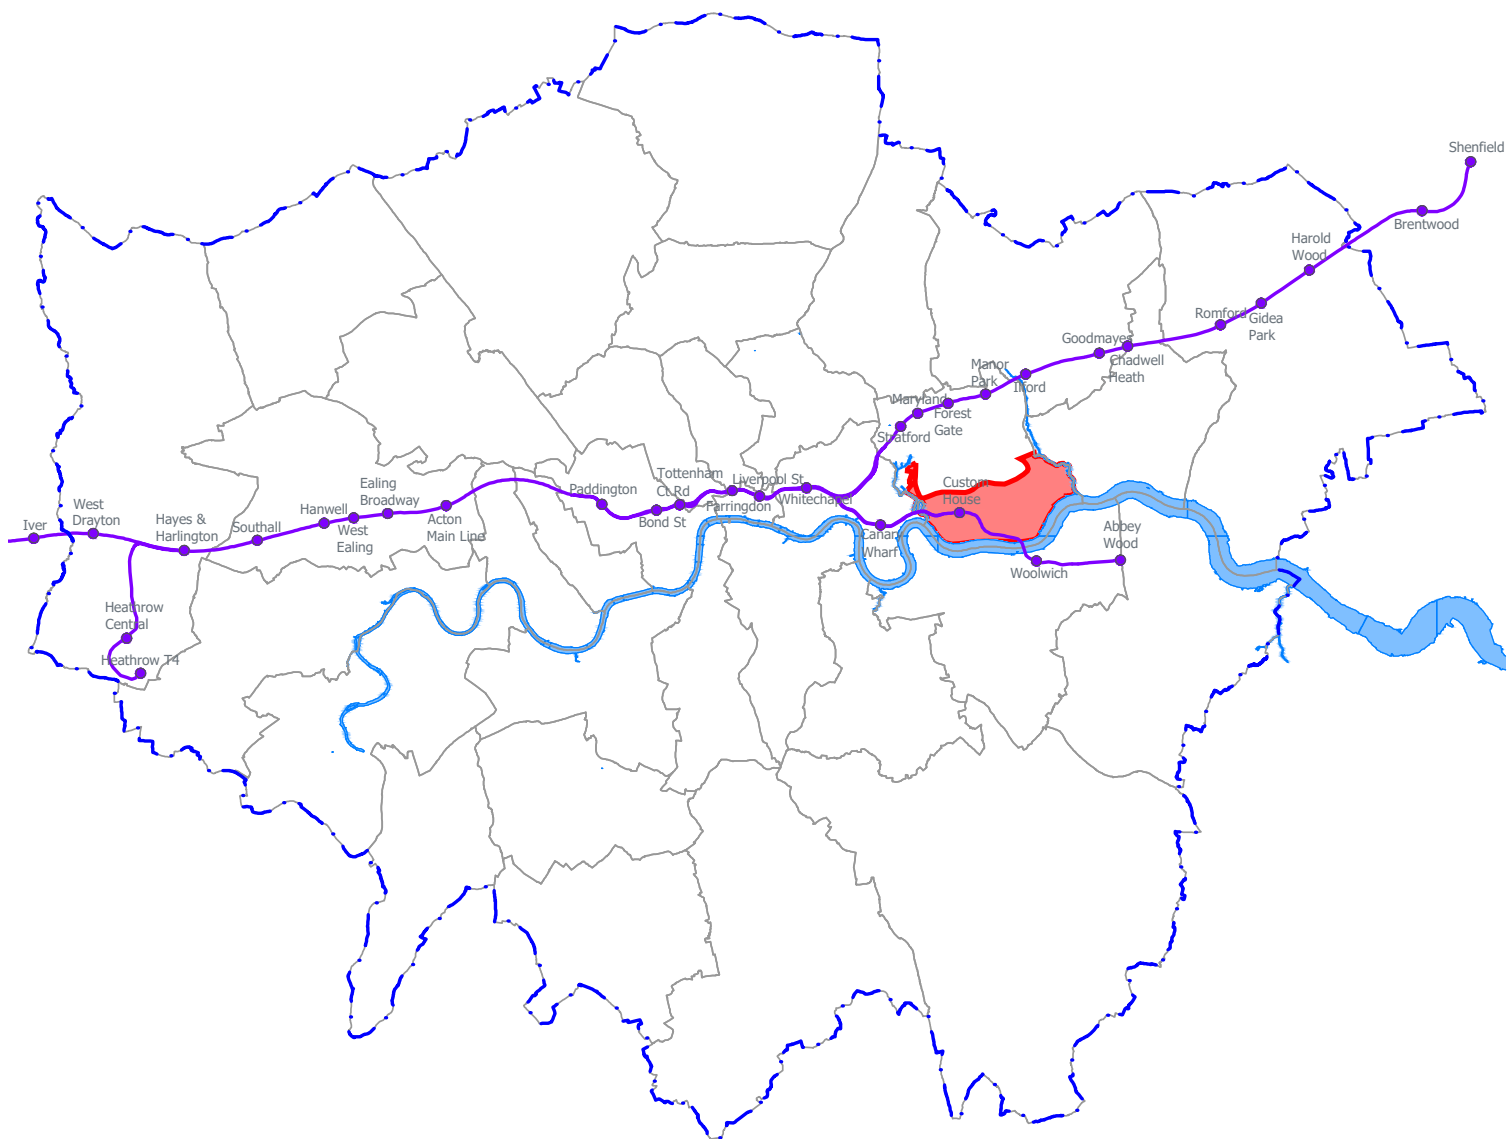 Shenfield
Brentwood
Harold
Wood
Romford
Gidea
Park
Goodmayes
Chadwell
Heath
Manor
Park
Ilford
Maryland
Forest
Gate
Stratford
Tottenham
Ct Rd
Liverpool St
Custom
House
Ealing
Broadway
Paddington
Farringdon
Whitechapel
West
Drayton
Hayes &
Harlington
Iver
Southall
Hanwell
West
Ealing
Acton
Main Line
Bond St
Canary
Wharf
Abbey
Wood
Woolwich
Heathrow
Central
Heathrow T4